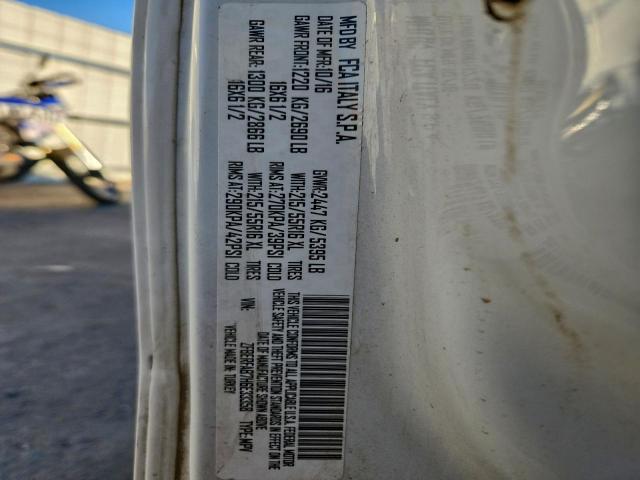 MFD BY FCA ITALY S.P.A.
DATE OF MFR:10/16 GVWR:2447 KG/5395 LB
GAWR FRONT:1220 KG/2690 LB WITH:215/55R16 XL TIRES
16X6 1/2 RIMS AT:270KPA/39PSI COLD
GAWR REAR: 1300 KG/2866 LB WITH:215/55R16 XL TIRES
16X6 1/2 RIMS AT:290KPA/42PSI COLD
THIS VEHICLE CONFORMS TO ALL APPLICABLE U.S.A. FEDERAL MOTOR
VEHICLE SAFETY AND THEFT PREVENTION STANDARDS IN EFFECT ON THE
DATE OF MANUFACTURE SHOWN ABOVE
VIN: TYPE:MPV
VEHICLE MADE IN TURKEY